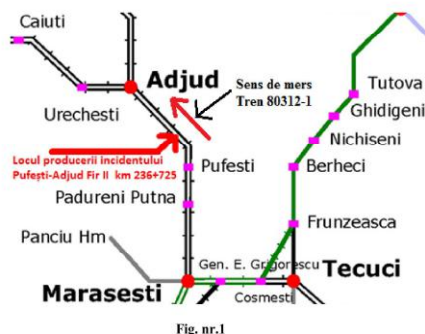 Caiuti
Adjud
Sens de mers
Tren 80312-1
Tutova
Urechesti
Ghidigeni
Nichiseni
Locul producerii incidentului
Pufești-Adjud Fir II km 236+725
Pufesti
Berheci
Padureni Putna
Frunzeasca
Panciu Hm
Gen. E. Grigorescu
Tecuci
Marasesti
Cosmesti
Fig. nr.1